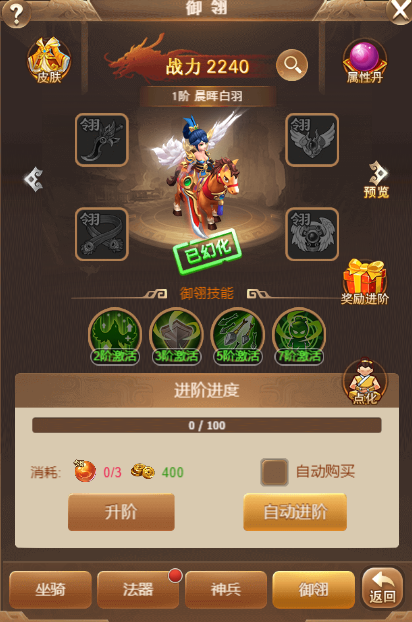 御翎
?
皮肤
战力 2240
属性丹
1阶 晨晖白羽
翎
翎
翎
翎
预览
已幻化
奖励进阶
御翎技能
2阶激活
3阶激活
5阶激活
7阶激活
进阶进度
点化
0 / 100
消耗:
0/3
400
自动购买
升阶
自动进阶
坐骑
法器
神兵
御翎
返回